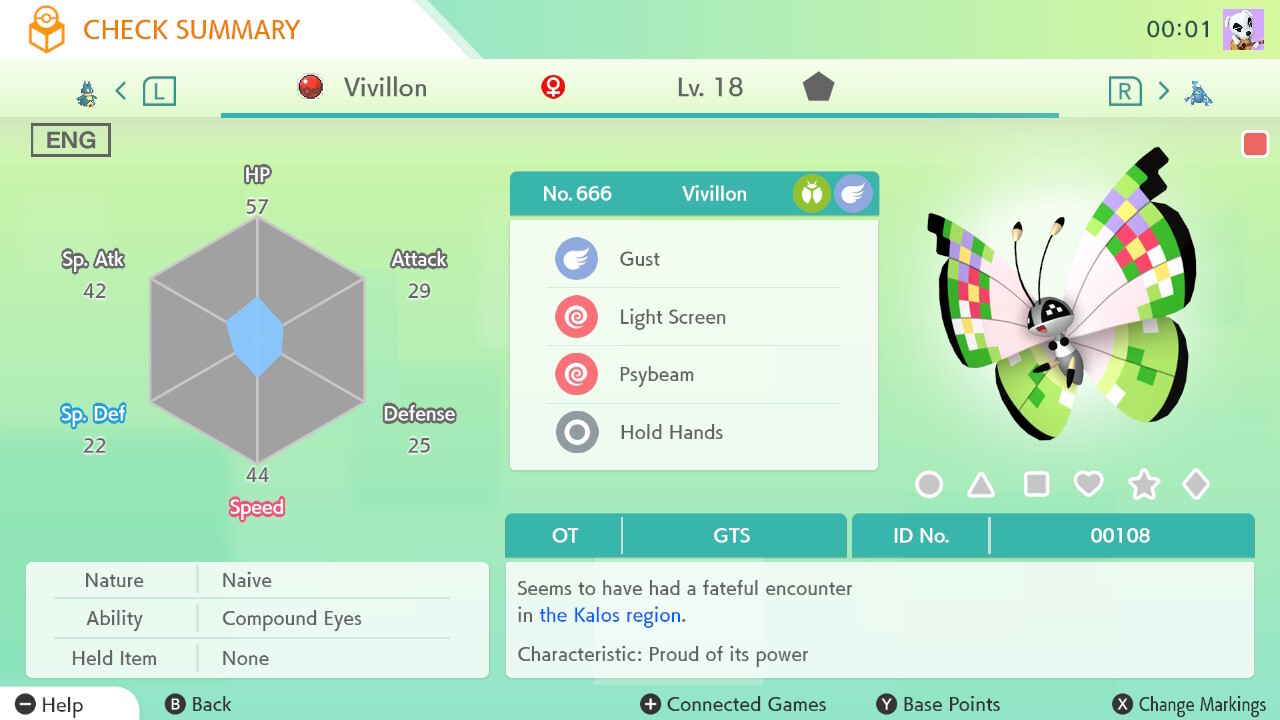 CHECK SUMMARY
00:01
L
Vivillon
Lv. 18
R
ENG
HP
57
Sp. Atk
42
Attack
29
Sp. Def
22
Defense
25
44
Speed
No. 666 Vivillon
Gust
Light Screen
Psybeam
Hold Hands
OT GTS
ID No. 00108
Nature Naive
Ability Compound Eyes
Held Item None
Seems to have had a fateful encounter
in the Kalos region.
Characteristic: Proud of its power
Help
B Back
Connected Games
Y Base Points
X Change Markings